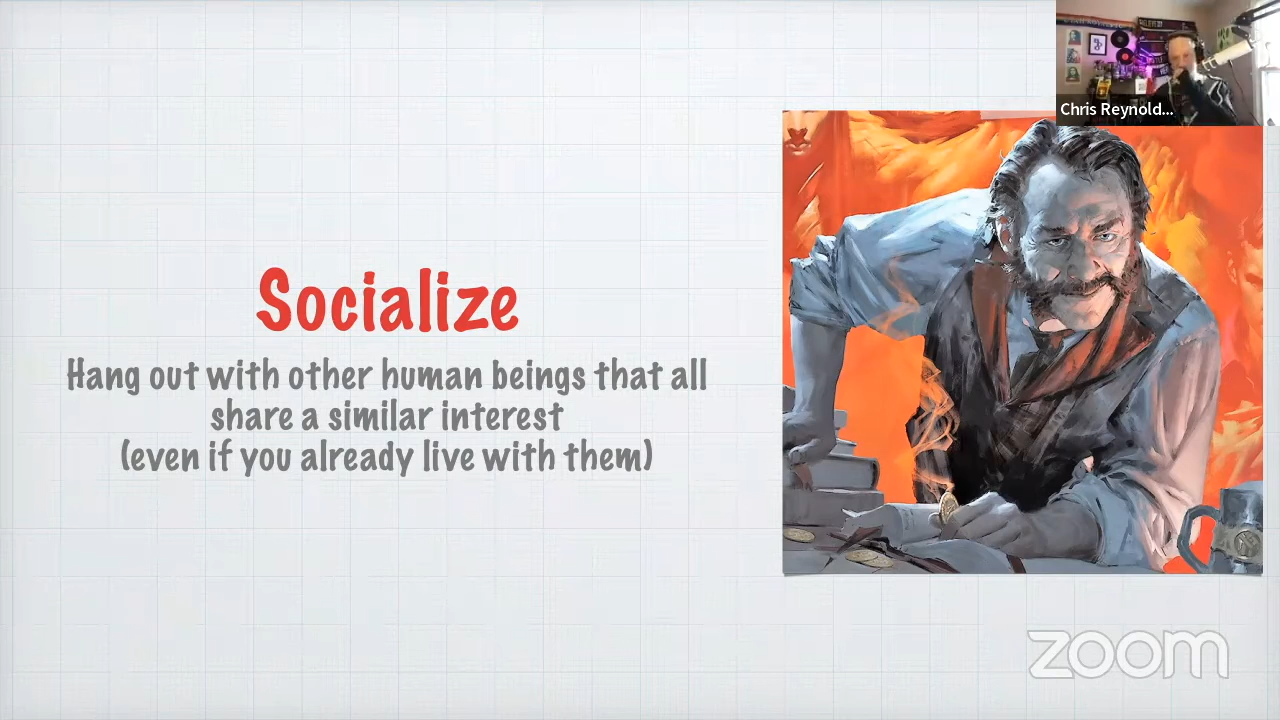 Chris Reynold...
Socialize
Hang out with other human beings that all
share a similar interest
(even if you already live with them)
zoom